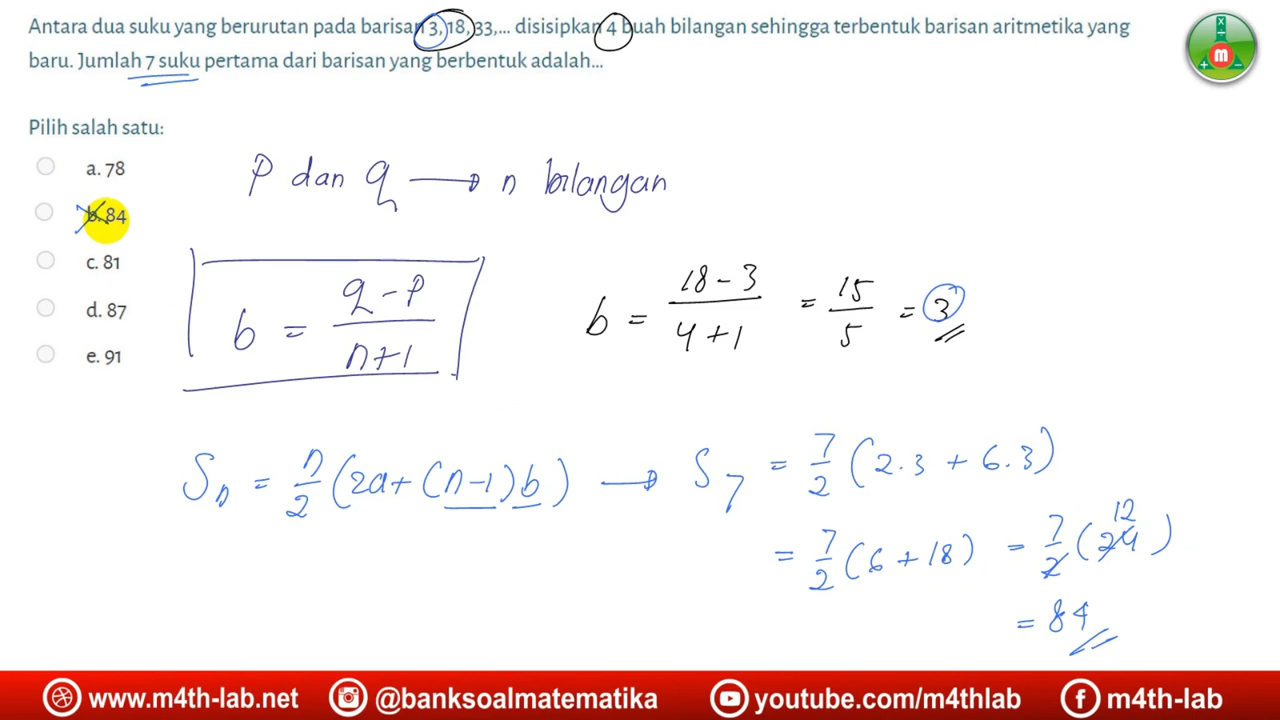 Antara dua suku yang berurutan pada barisan 3, 18, 33,... disisipkan 4 buah bilangan sehingga terbentuk barisan aritmetika yang
baru. Jumlah 7 suku pertama dari barisan yang berbentuk adalah...
Pilih salah satu:
a. 78
b. 84
c. 81
d. 87
e. 91
p dan q → n bilangan
b = (q - p)/(n+1)
b = (18 - 3)/(4 + 1) = 15/5 = 3
Sn = n/2 (2a + (n-1) b) → S7 = 7/2 (2.3 + 6.3)
= 7/2 (6 + 18) = 7/2 (24) 12
= 84
m
www.m4th-lab.net @banksoalmatematika youtube.com/m4thlab m4th-lab